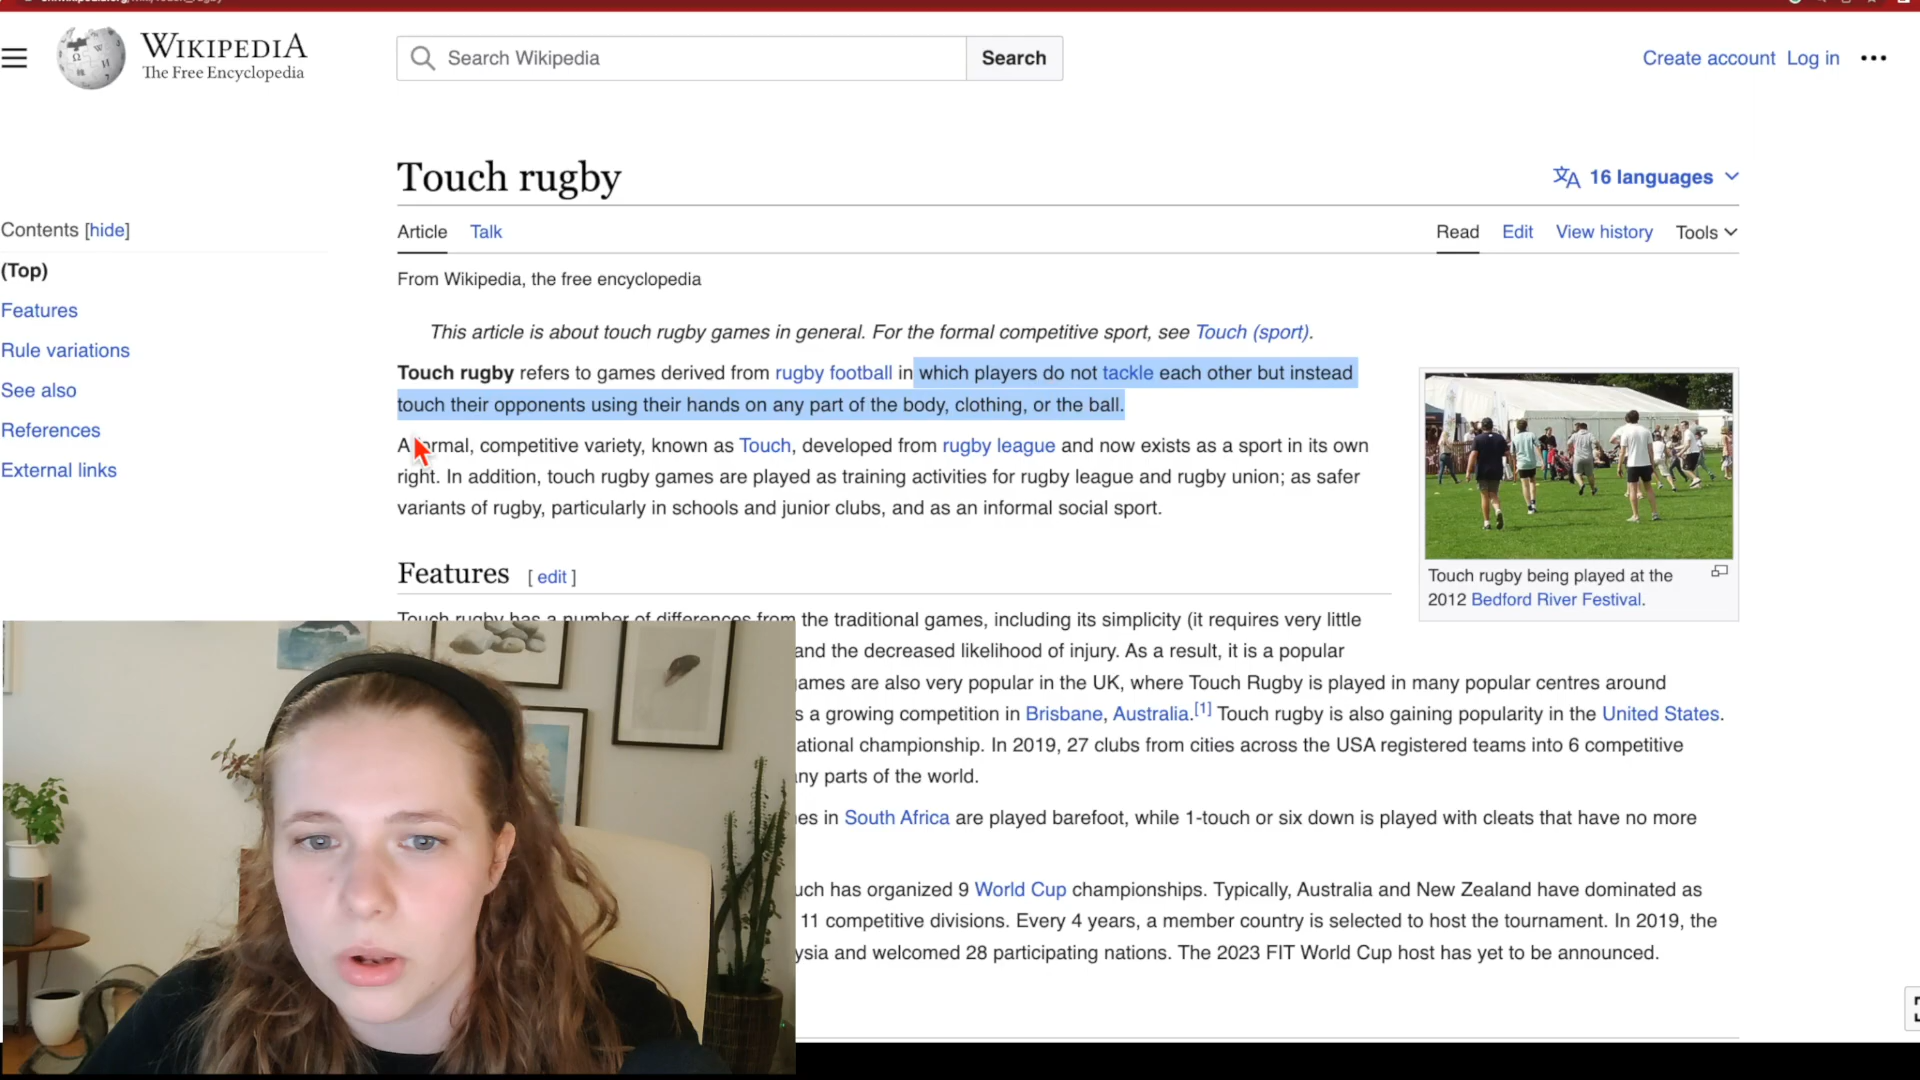 WIKIPEDIA
The Free Encyclopedia
Search Wikipedia
Search
Create account Log in
Touch rugby
16 languages
Contents [hide]
Article Talk
Read Edit View history Tools
(Top)
From Wikipedia, the free encyclopedia
Features
This article is about touch rugby games in general. For the formal competitive sport, see Touch (sport).
Rule variations
Touch rugby refers to games derived from rugby football in which players do not tackle each other but instead
See also
touch their opponents using their hands on any part of the body, clothing, or the ball.
References
A formal, competitive variety, known as Touch, developed from rugby league and now exists as a sport in its own
External links
right. In addition, touch rugby games are played as training activities for rugby league and rugby union; as safer
variants of rugby, particularly in schools and junior clubs, and as an informal social sport.
Touch rugby being played at the
2012 Bedford River Festival.
Features [ edit ]
Touch rugby has a number of differences from the traditional games, including its simplicity (it requires very little
and the decreased likelihood of injury. As a result, it is a popular
games are also very popular in the UK, where Touch Rugby is played in many popular centres around
s a growing competition in Brisbane, Australia.[1] Touch rugby is also gaining popularity in the United States.
ational championship. In 2019, 27 clubs from cities across the USA registered teams into 6 competitive
any parts of the world.
es in South Africa are played barefoot, while 1-touch or six down is played with cleats that have no more
uch has organized 9 World Cup championships. Typically, Australia and New Zealand have dominated as
11 competitive divisions. Every 4 years, a member country is selected to host the tournament. In 2019, the
ysia and welcomed 28 participating nations. The 2023 FIT World Cup host has yet to be announced.